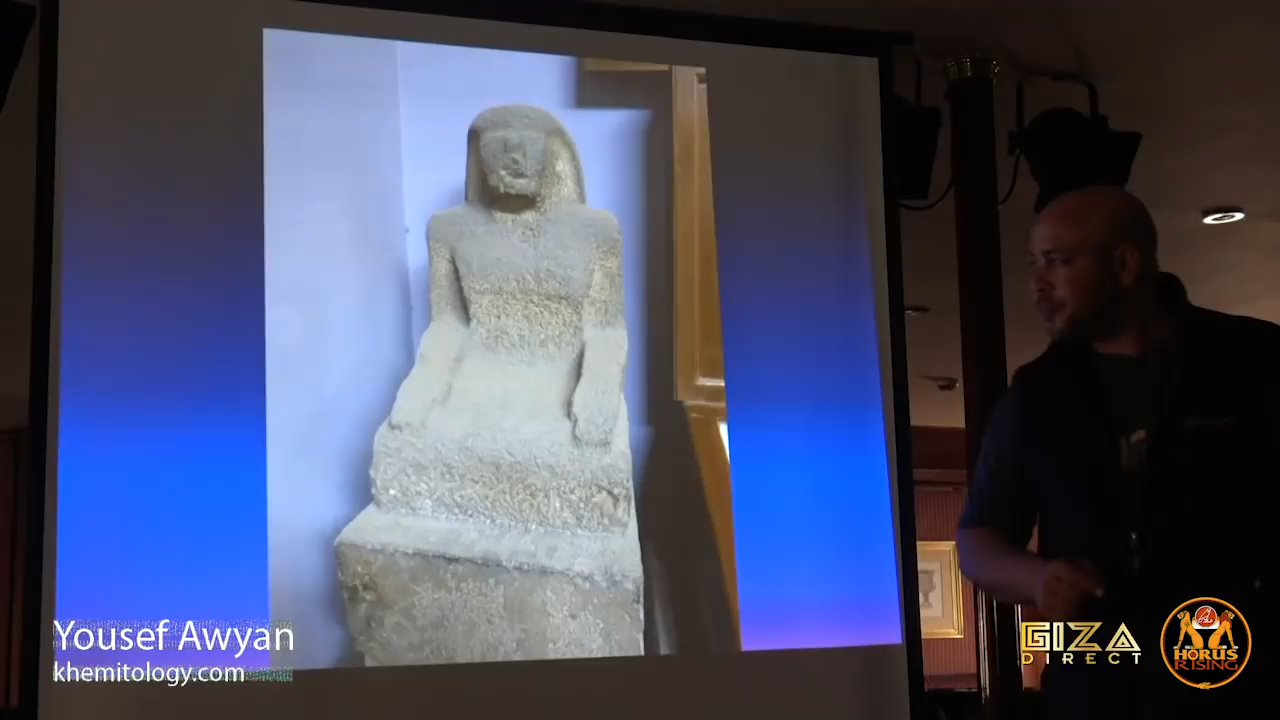 Yousef Awyan
khemitology.com
GIZA
DIRECT
HORUS
RISING